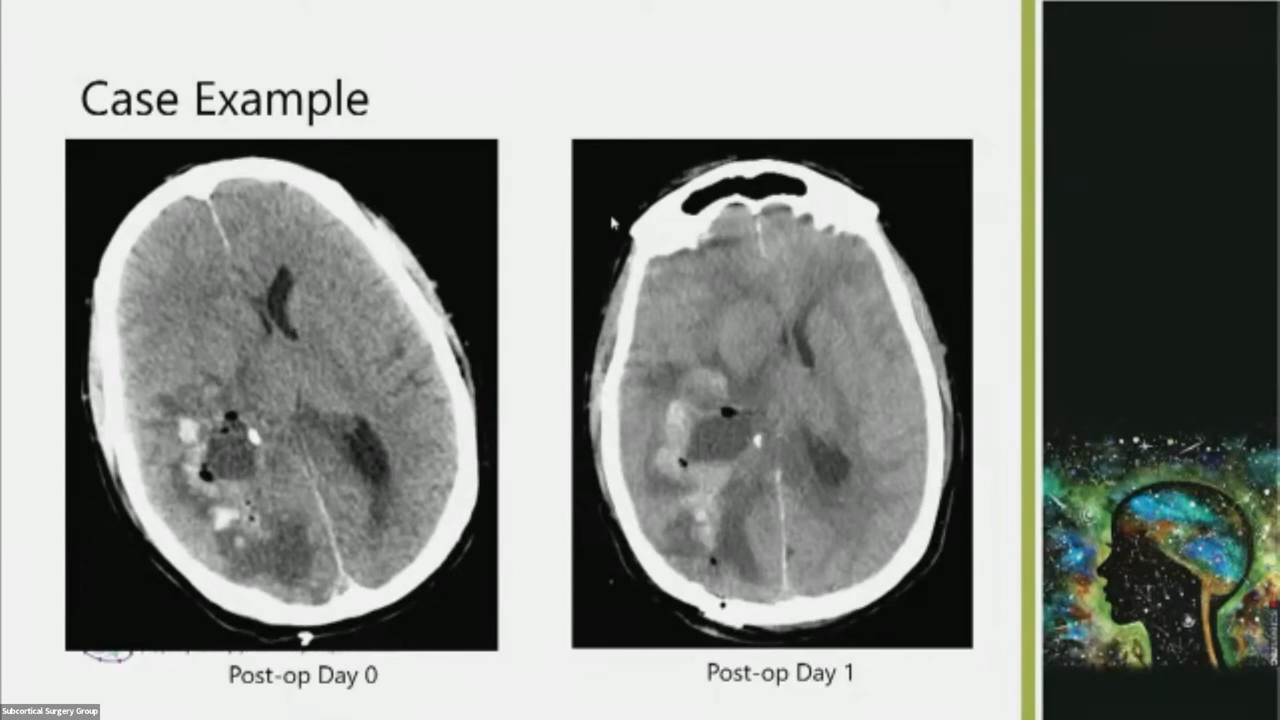 Case Example
Post-op Day 0
Post-op Day 1
Subcortical Surgery Group